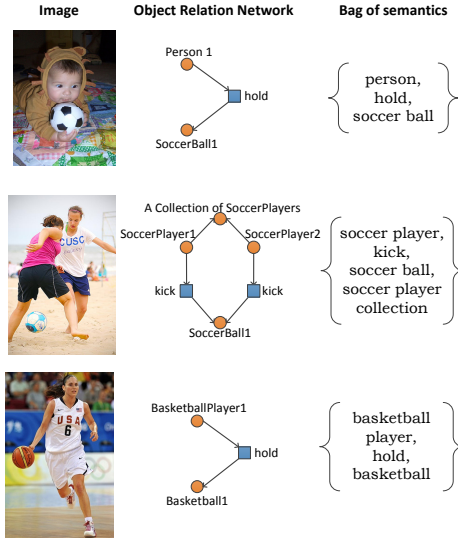 Image
Object Relation Network
Bag of semantics
Person 1
hold
SoccerBall1
person,
hold,
soccer ball
CUSC
A Collection of SoccerPlayers
SoccerPlayer1
SoccerPlayer2
kick
kick
SoccerBall1
soccer player,
kick,
soccer ball,
soccer player
collection
USA
6
BasketballPlayer1
hold
Basketball1
basketball
player,
hold,
basketball